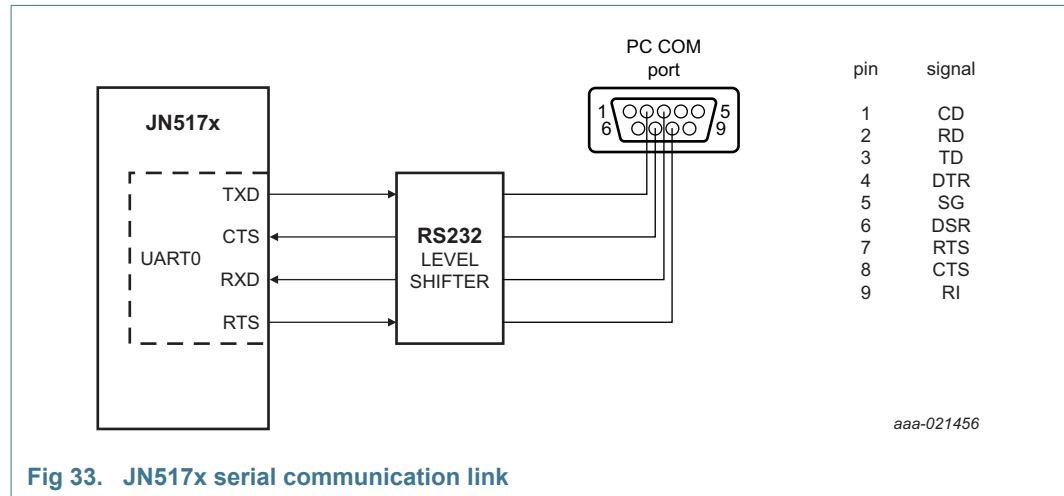 PC COM
port
1 5
6 9
pin signal
1 CD
2 RD
3 TD
4 DTR
5 SG
6 DSR
7 RTS
8 CTS
9 RI
JN517x
UART0
TXD
CTS
RXD
RTS
RS232
LEVEL
SHIFTER
aaa-021456
Fig 33. JN517x serial communication link